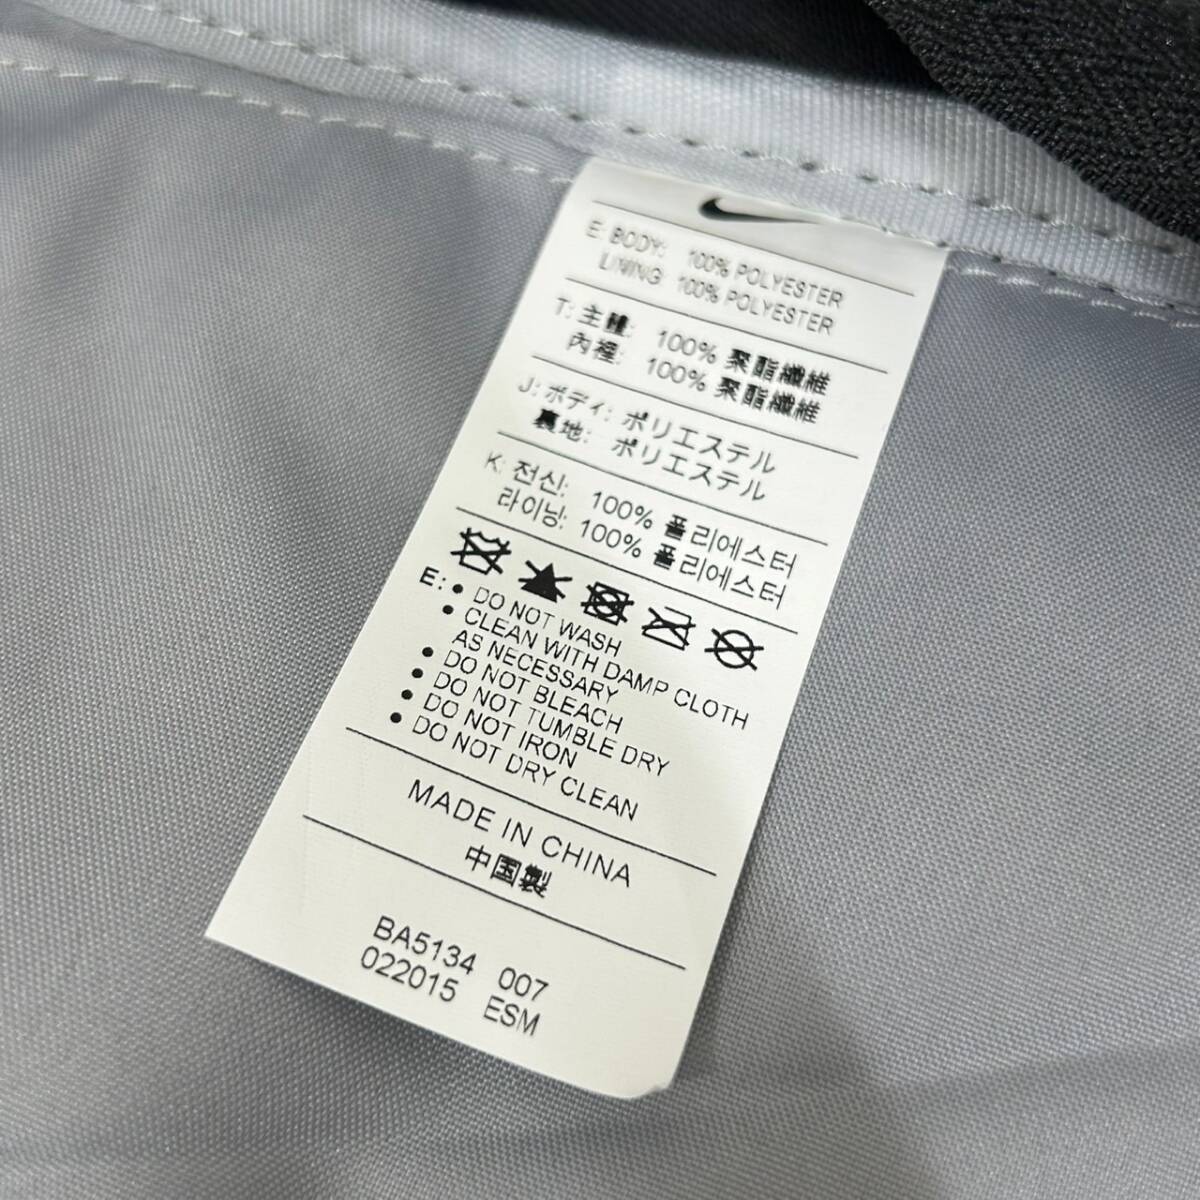 E: BODY: 100% POLYESTER
LINING: 100% POLYESTER
T: 主體: 100% 聚酯纖維
內裡: 100% 聚酯纖維
J: ボディ: ポリエステル
裏地: ポリエステル
K: 전신: 100% 폴리에스터
라이닝: 100% 폴리에스터
E: • DO NOT WASH
• CLEAN WITH DAMP CLOTH
AS NECESSARY
• DO NOT BLEACH
• DO NOT TUMBLE DRY
• DO NOT IRON
• DO NOT DRY CLEAN
MADE IN CHINA
中国製
BA5134 007
022015 ESM